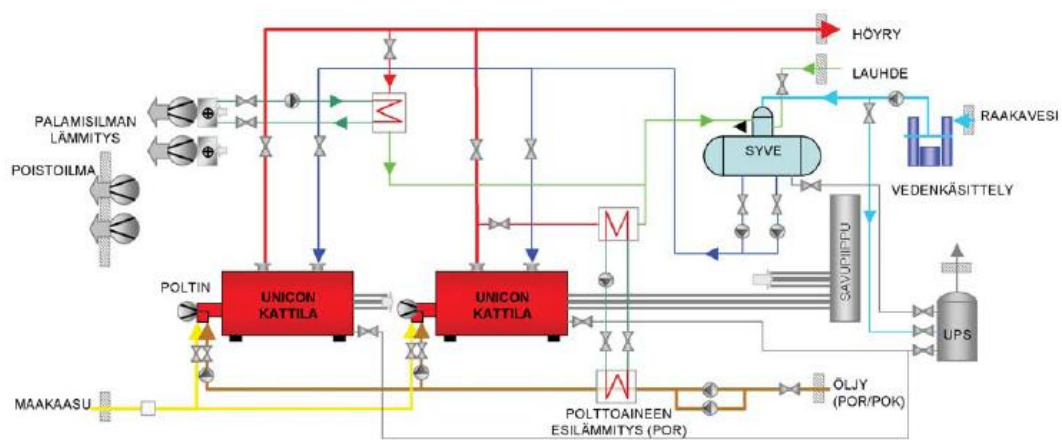 HÖYRY
LAUHDE
RAAKAVESI
PALAMISILMAN
LÄMMITYS
POISTOILMA
SYVE
VEDENKÄSITTELY
SAVUPIIPPU
POLTIN
UNICON
KATTILA
UNICON
KATTILA
UPS
MAAKAASU
POLTTOAINEEN
ESILÄMMITYS (POR)
ÖLJY
(POR/POK)